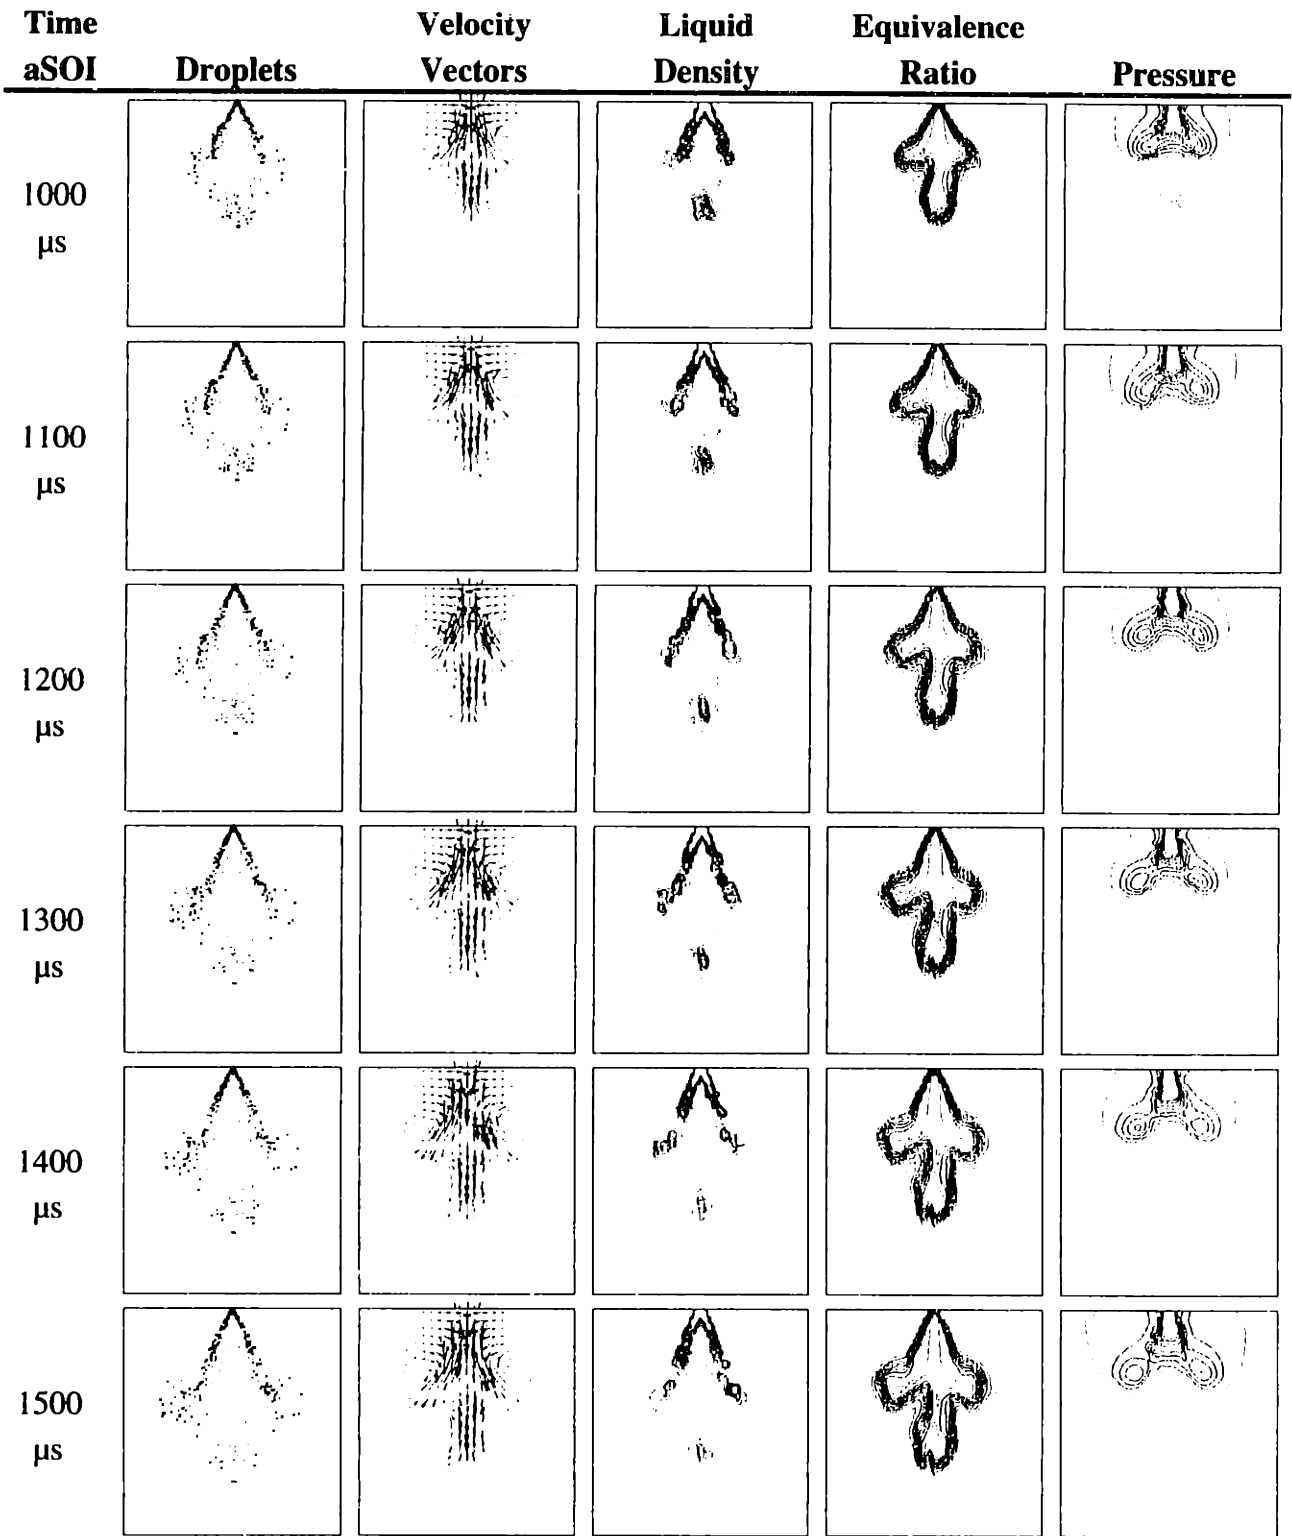 Time Velocity Liquid Equivalence
aSOI Droplets Vectors Density Ratio Pressure
1000
µs
1100
µs
1200
µs
1300
µs
1400
µs
1500
µs